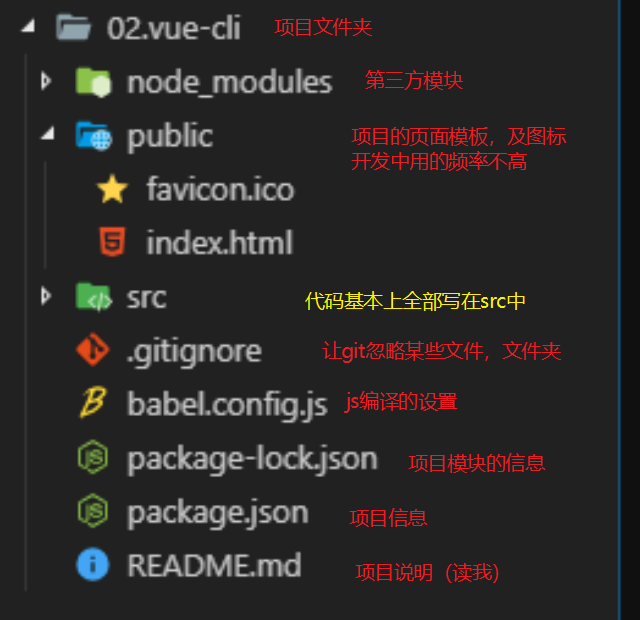 02.vue-cli 项目文件夹
node_modules 第三方模块
public 项目的页面模板，及图标
开发中用的频率不高
favicon.ico
index.html
src 代码基本上全部写在src中
.gitignore 让git忽略某些文件，文件夹
babel.config.js js编译的设置
package-lock.json 项目模块的信息
package.json 项目信息
README.md 项目说明（读我）